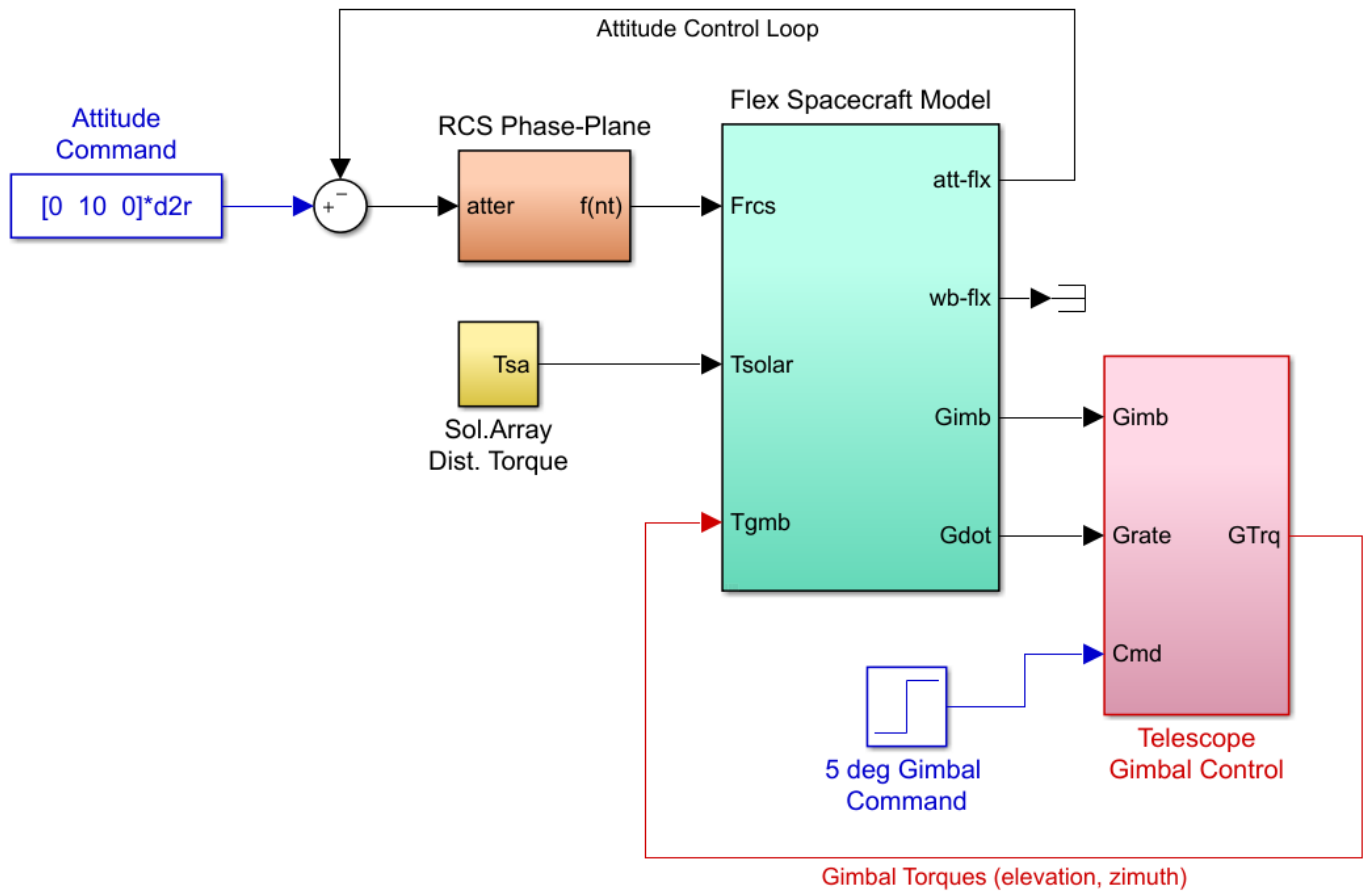 Attitude Control Loop
Flex Spacecraft Model
Attitude
Command
RCS Phase-Plane
[0 10 0]*d2r
−
+
atter
f(nt)
Frcs
att-flx
wb-flx
Tsa
Tsolar
Sol.Array
Dist. Torque
Gimb
Gimb
Tgmb
Gdot
Grate
GTrq
Cmd
Telescope
Gimbal Control
5 deg Gimbal
Command
Gimbal Torques (elevation, zimuth)